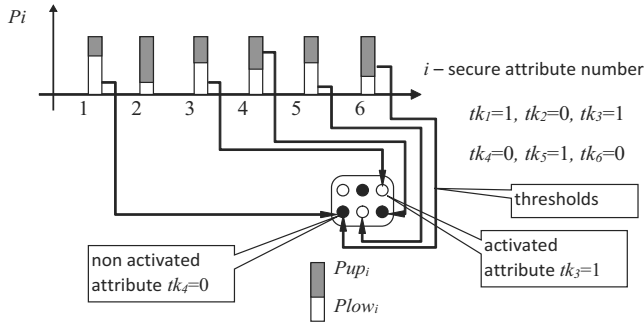 Pi
1 2 3 4 5 6
i – secure attribute number
tk1=1, tk2=0, tk3=1
tk4=0, tk5=1, tk6=0
thresholds
non activated
attribute tk4=0
activated
attribute tk3=1
Pupi
Plowi